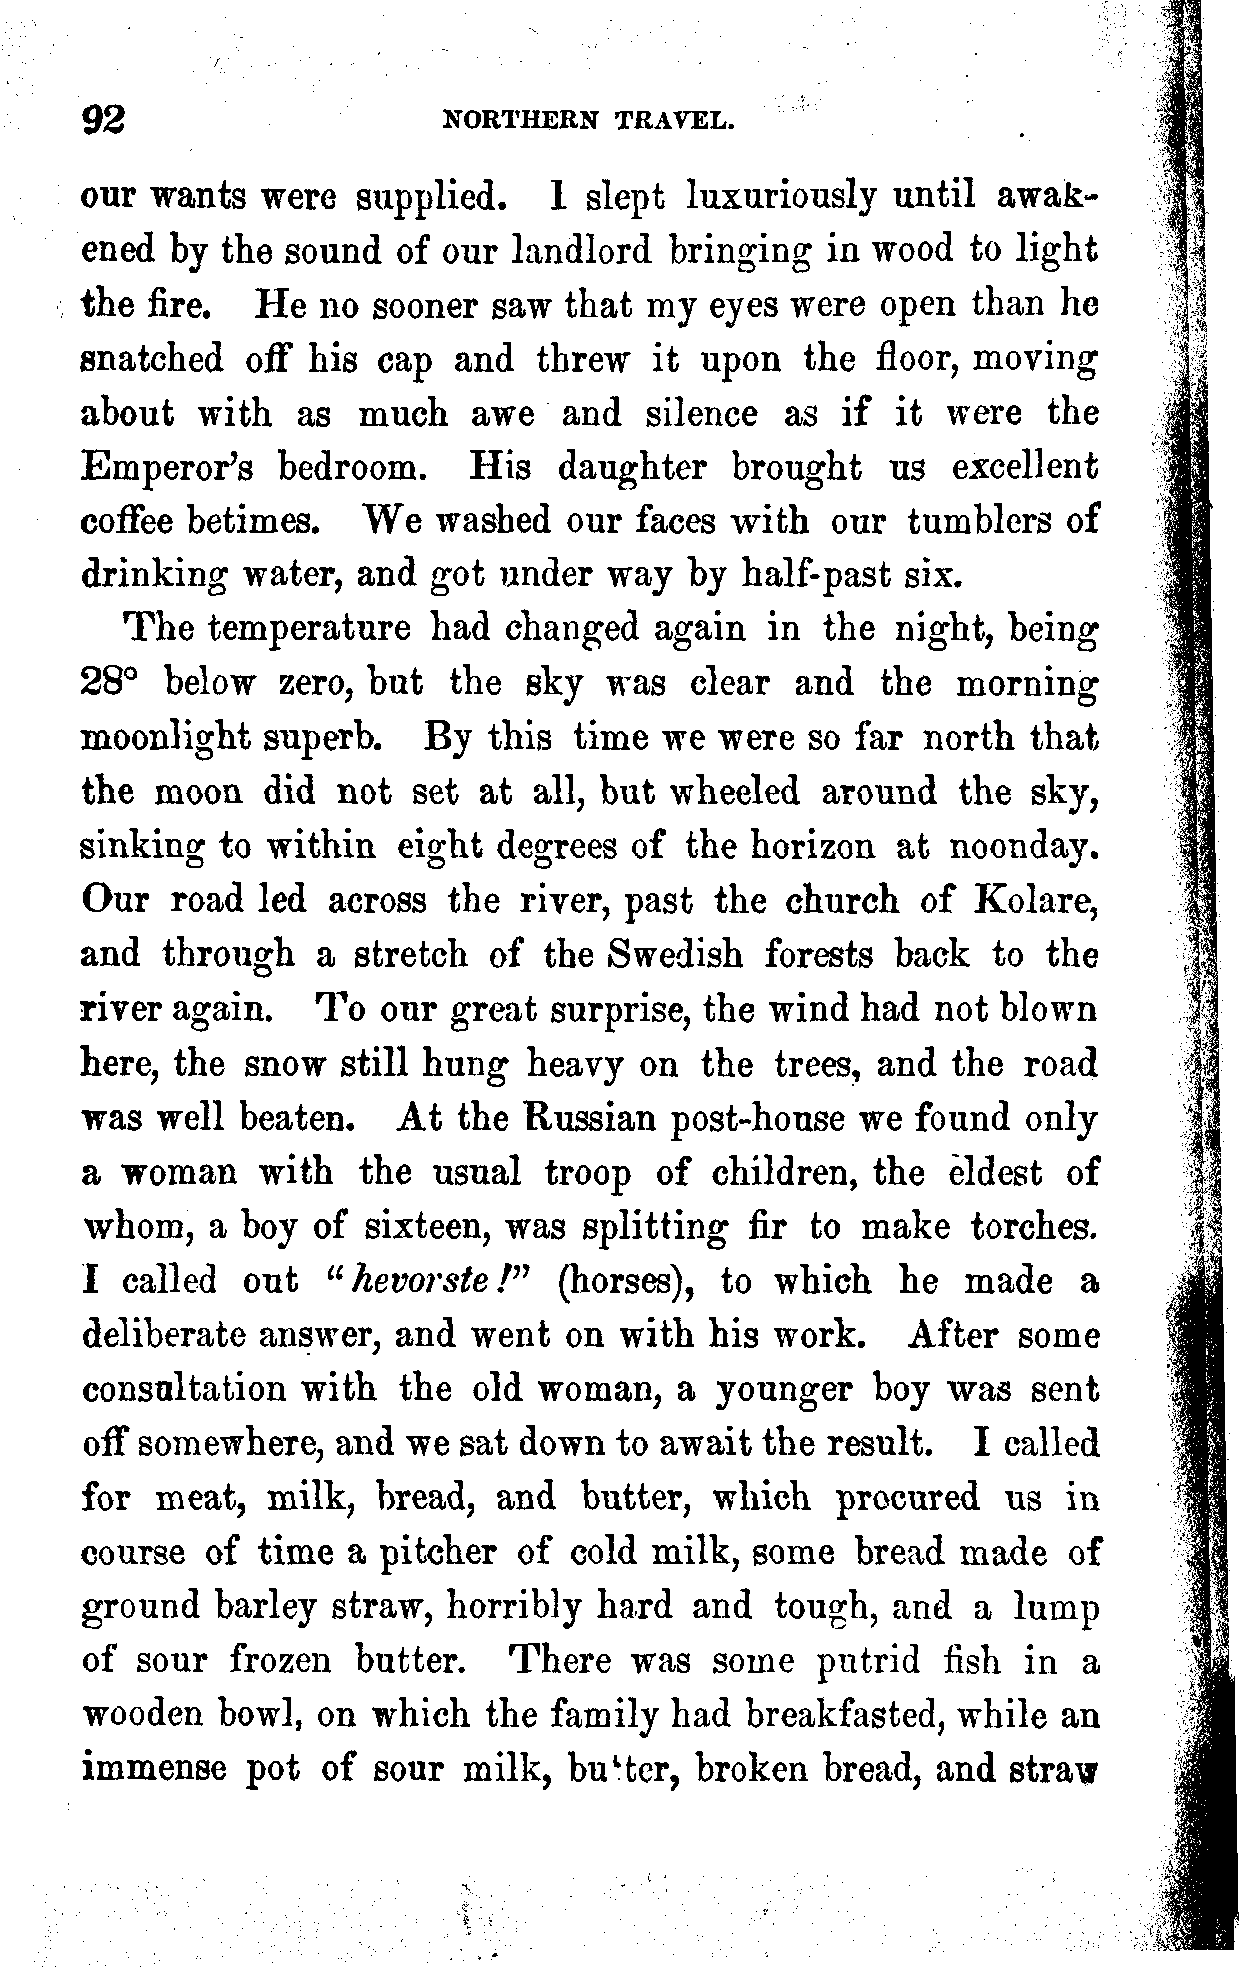 92 NORTHERN TRAVEL.
our wants were supplied. I slept luxuriously until awak-
ened by the sound of our landlord bringing in wood to light
the fire. He no sooner saw that my eyes were open than he
snatched off his cap and threw it upon the floor, moving
about with as much awe and silence as if it were the
Emperor's bedroom. His daughter brought us excellent
coffee betimes. We washed our faces with our tumblers of
drinking water, and got under way by half-past six.
The temperature had changed again in the night, being
28° below zero, but the sky was clear and the morning
moonlight superb. By this time we were so far north that
the moon did not set at all, but wheeled around the sky,
sinking to within eight degrees of the horizon at noonday.
Our road led across the river, past the church of Kolare,
and through a stretch of the Swedish forests back to the
river again. To our great surprise, the wind had not blown
here, the snow still hung heavy on the trees, and the road
was well beaten. At the Russian post-house we found only
a woman with the usual troop of children, the eldest of
whom, a boy of sixteen, was splitting fir to make torches.
I called out "hevorste!" (horses), to which he made a
deliberate answer, and went on with his work. After some
consultation with the old woman, a younger boy was sent
off somewhere, and we sat down to await the result. I called
for meat, milk, bread, and butter, which procured us in
course of time a pitcher of cold milk, some bread made of
ground barley straw, horribly hard and tough, and a lump
of sour frozen butter. There was some putrid fish in a
wooden bowl, on which the family had breakfasted, while an
immense pot of sour milk, butter, broken bread, and straw